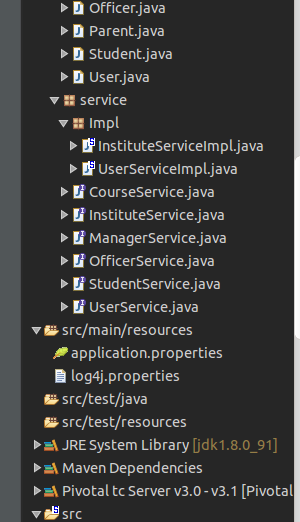 Officer.java
Parent.java
Student.java
User.java
service
Impl
InstituteServiceImpl.java
UserServiceImpl.java
CourseService.java
InstituteService.java
ManagerService.java
OfficerService.java
StudentService.java
UserService.java
src/main/resources
application.properties
log4j.properties
src/test/java
src/test/resources
JRE System Library [jdk1.8.0_91]
Maven Dependencies
Pivotal tc Server v3.0 - v3.1 [Pivotal
src